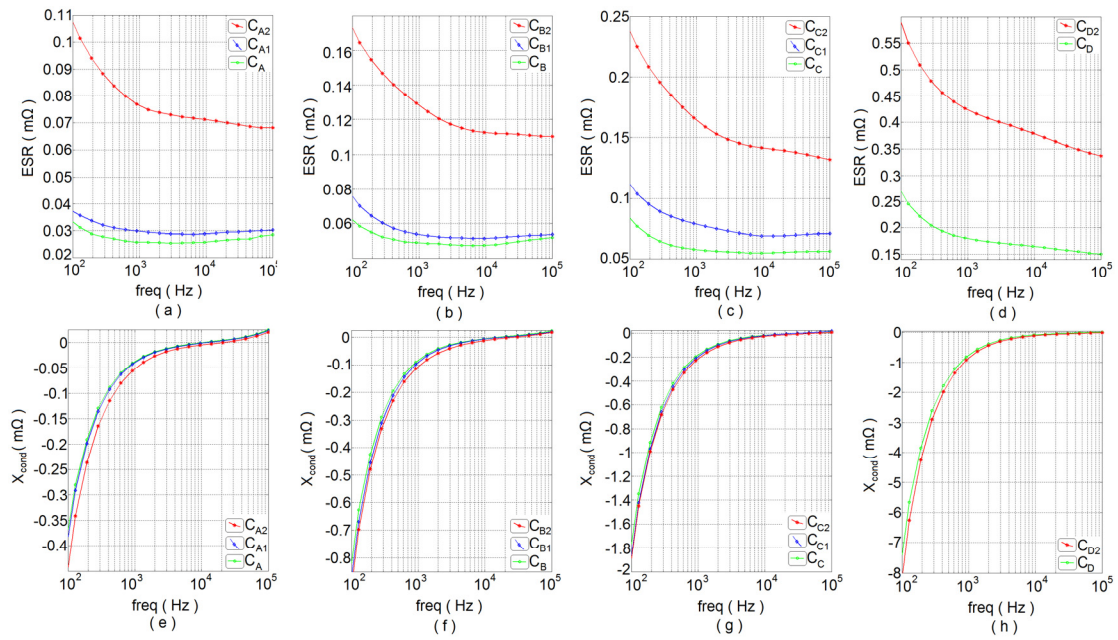 0.11
0.1
0.09
0.08
0.07
0.06
0.05
0.04
0.03
0.02
ESR ( mΩ )
C_A2
C_A1
C_A
10^2 10^3 10^4 10^5
freq ( Hz )
( a )
0.16
0.14
0.12
0.1
0.08
0.06
ESR ( mΩ )
C_B2
C_B1
C_B
10^2 10^3 10^4 10^5
freq ( Hz )
( b )
0.25
0.2
0.15
0.1
0.05
ESR ( mΩ )
C_C2
C_C1
C_C
10^2 10^3 10^4 10^5
freq ( Hz )
( c )
0.55
0.5
0.45
0.4
0.35
0.3
0.25
0.2
0.15
ESR ( mΩ )
C_D2
C_D
10^2 10^3 10^4 10^5
freq ( Hz )
( d )
0
-0.05
-0.1
-0.15
-0.2
-0.25
-0.3
-0.35
-0.4
X_cond ( mΩ )
C_A2
C_A1
C_A
10^2 10^3 10^4 10^5
freq ( Hz )
( e )
0
-0.1
-0.2
-0.3
-0.4
-0.5
-0.6
-0.7
-0.8
X_cond ( mΩ )
C_B2
C_B1
C_B
10^2 10^3 10^4 10^5
freq ( Hz )
( f )
0
-0.2
-0.4
-0.6
-0.8
-1
-1.2
-1.4
-1.6
-1.8
-2
X_cond ( mΩ )
C_C2
C_C1
C_C
10^2 10^3 10^4 10^5
freq ( Hz )
( g )
0
-1
-2
-3
-4
-5
-6
-7
-8
X_cond ( mΩ )
C_D2
C_D
10^2 10^3 10^4 10^5
freq ( Hz )
( h )